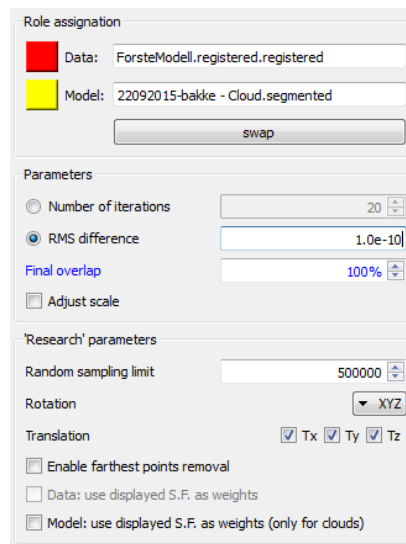 Role assignation
Data: ForsteModell.registered.registered
Model: 22092015-bakke - Cloud.segmented
swap
Parameters
Number of iterations 20
RMS difference 1.0e-10
Final overlap 100%
Adjust scale
'Research' parameters
Random sampling limit 500000
Rotation XYZ
Translation Tx Ty Tz
Enable farthest points removal
Data: use displayed S.F. as weights
Model: use displayed S.F. as weights (only for clouds)